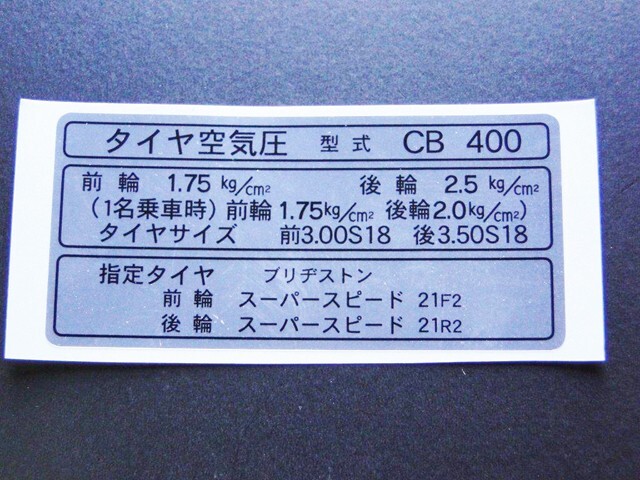 タイヤ空気圧 型式 CB 400
前輪 1.75 kg/cm² 後輪 2.5 kg/cm²
(1名乗車時) 前輪1.75kg/cm² 後輪2.0kg/cm²)
タイヤサイズ 前3.00S18 後3.50S18
指定タイヤ ブリヂストン
前輪 スーパースピード 21F2
後輪 スーパースピード 21R2